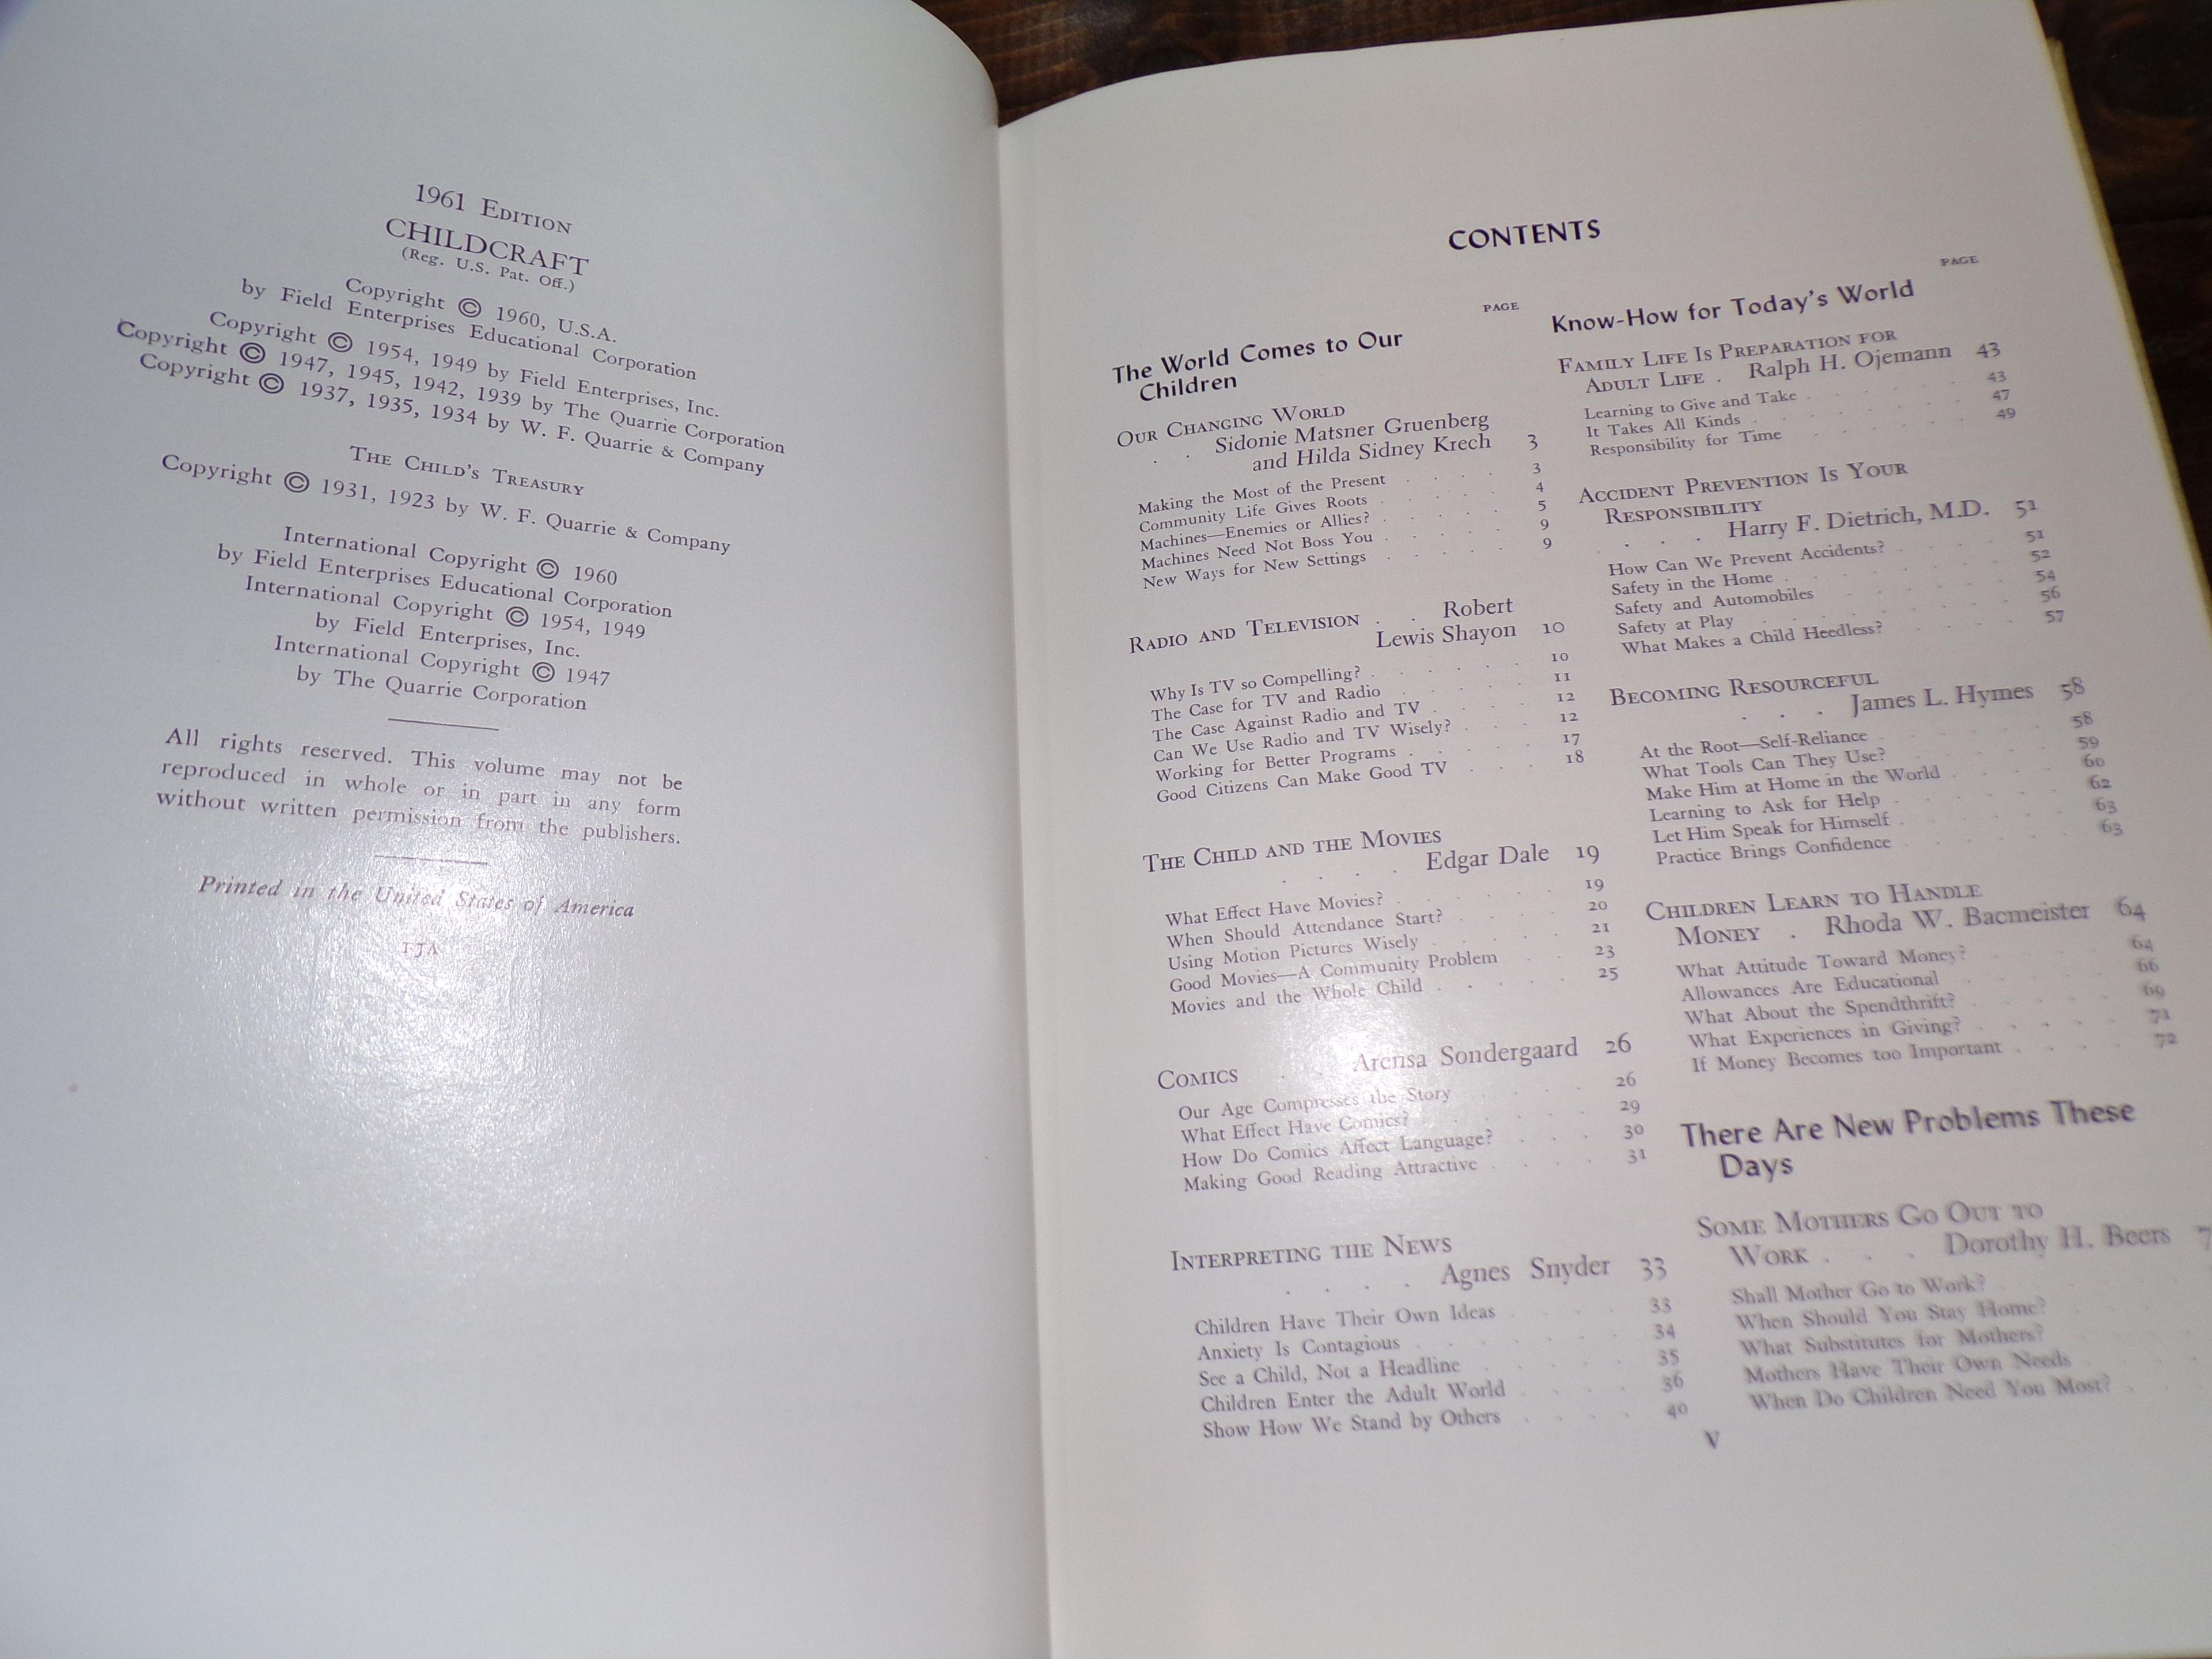 1961 EDITION
CHILDCRAFT
(Reg. U.S. Pat. Off.)
Copyright © 1960, U.S.A.
by Field Enterprises Educational Corporation
Copyright © 1954, 1949 by Field Enterprises, Inc.
Copyright © 1947, 1945, 1942, 1939 by The Quarrie Corporation
Copyright © 1937, 1935, 1934 by W. F. Quarrie & Company
THE CHILD'S TREASURY
Copyright © 1931, 1923 by W. F. Quarrie & Company
International Copyright © 1960
by Field Enterprises Educational Corporation
International Copyright © 1954, 1949
by Field Enterprises, Inc.
International Copyright © 1947
by The Quarrie Corporation
All rights reserved. This volume may not be
reproduced in whole or in part in any form
without written permission from the publishers.
Printed in the United States of America
FJA
CONTENTS
PAGE
The World Comes to Our
Children
OUR CHANGING WORLD
. . Sidonie Matsner Gruenberg
and Hilda Sidney Krech 3
Making the Most of the Present . . . . 3
Community Life Gives Roots . . . . 4
Machines—Enemies or Allies? . . . . 5
Machines Need Not Boss You . . . . 9
New Ways for New Settings . . . . 9
RADIO AND TELEVISION . . Robert
Lewis Shayon 10
Why Is TV so Compelling? . . . . 10
The Case for TV and Radio . . . . 11
The Case Against Radio and TV . . . . 12
Can We Use Radio and TV Wisely? . . . 12
Working for Better Programs . . . . 17
Good Citizens Can Make Good TV . . . 18
THE CHILD AND THE MOVIES
. . . . Edgar Dale 19
What Effect Have Movies? . . . . 19
When Should Attendance Start? . . . . 20
Using Motion Pictures Wisely . . . . 21
Good Movies—A Community Problem . . 23
Movies and the Whole Child . . . . 25
COMICS . . Arensa Sondergaard 26
Our Age Compresses the Story . . . . 26
What Effect Have Comics? . . . . 29
How Do Comics Affect Language? . . . 30
Making Good Reading Attractive . . . . 31
INTERPRETING THE NEWS
. . . Agnes Snyder 33
Children Have Their Own Ideas . . . . 33
Anxiety Is Contagious . . . . 34
See a Child, Not a Headline . . . . 35
Children Enter the Adult World . . . . 36
Show How We Stand by Others . . . . 40
PAGE
Know-How for Today's World
FAMILY LIFE IS PREPARATION FOR
ADULT LIFE . Ralph H. Ojemann 43
Learning to Give and Take . . . . 43
It Takes All Kinds . . . . 47
Responsibility for Time . . . . 49
ACCIDENT PREVENTION IS YOUR
RESPONSIBILITY
. . . . Harry F. Dietrich, M.D. 51
How Can We Prevent Accidents? . . . . 51
Safety in the Home . . . . 52
Safety and Automobiles . . . . 54
Safety at Play . . . . 56
What Makes a Child Heedless? . . . . 57
BECOMING RESOURCEFUL
. . . James L. Hymes 58
At the Root—Self-Reliance . . . . 58
What Tools Can They Use? . . . . 59
Make Him at Home in the World . . . . 60
Learning to Ask for Help . . . . 62
Let Him Speak for Himself . . . . 63
Practice Brings Confidence . . . . 63
CHILDREN LEARN TO HANDLE
MONEY . Rhoda W. Bacmeister 64
What Attitude Toward Money? . . . . 64
Allowances Are Educational . . . . 66
What About the Spendthrift? . . . . 69
What Experiences in Giving? . . . . 71
If Money Becomes too Important . . . . 72
There Are New Problems These
Days
SOME MOTHERS GO OUT TO
WORK . . . Dorothy H. Beers 7
Shall Mother Go to Work? . .
When Should You Stay Home? . .
What Substitutes for Mothers? . .
Mothers Have Their Own Needs . .
When Do Children Need You Most? .
V